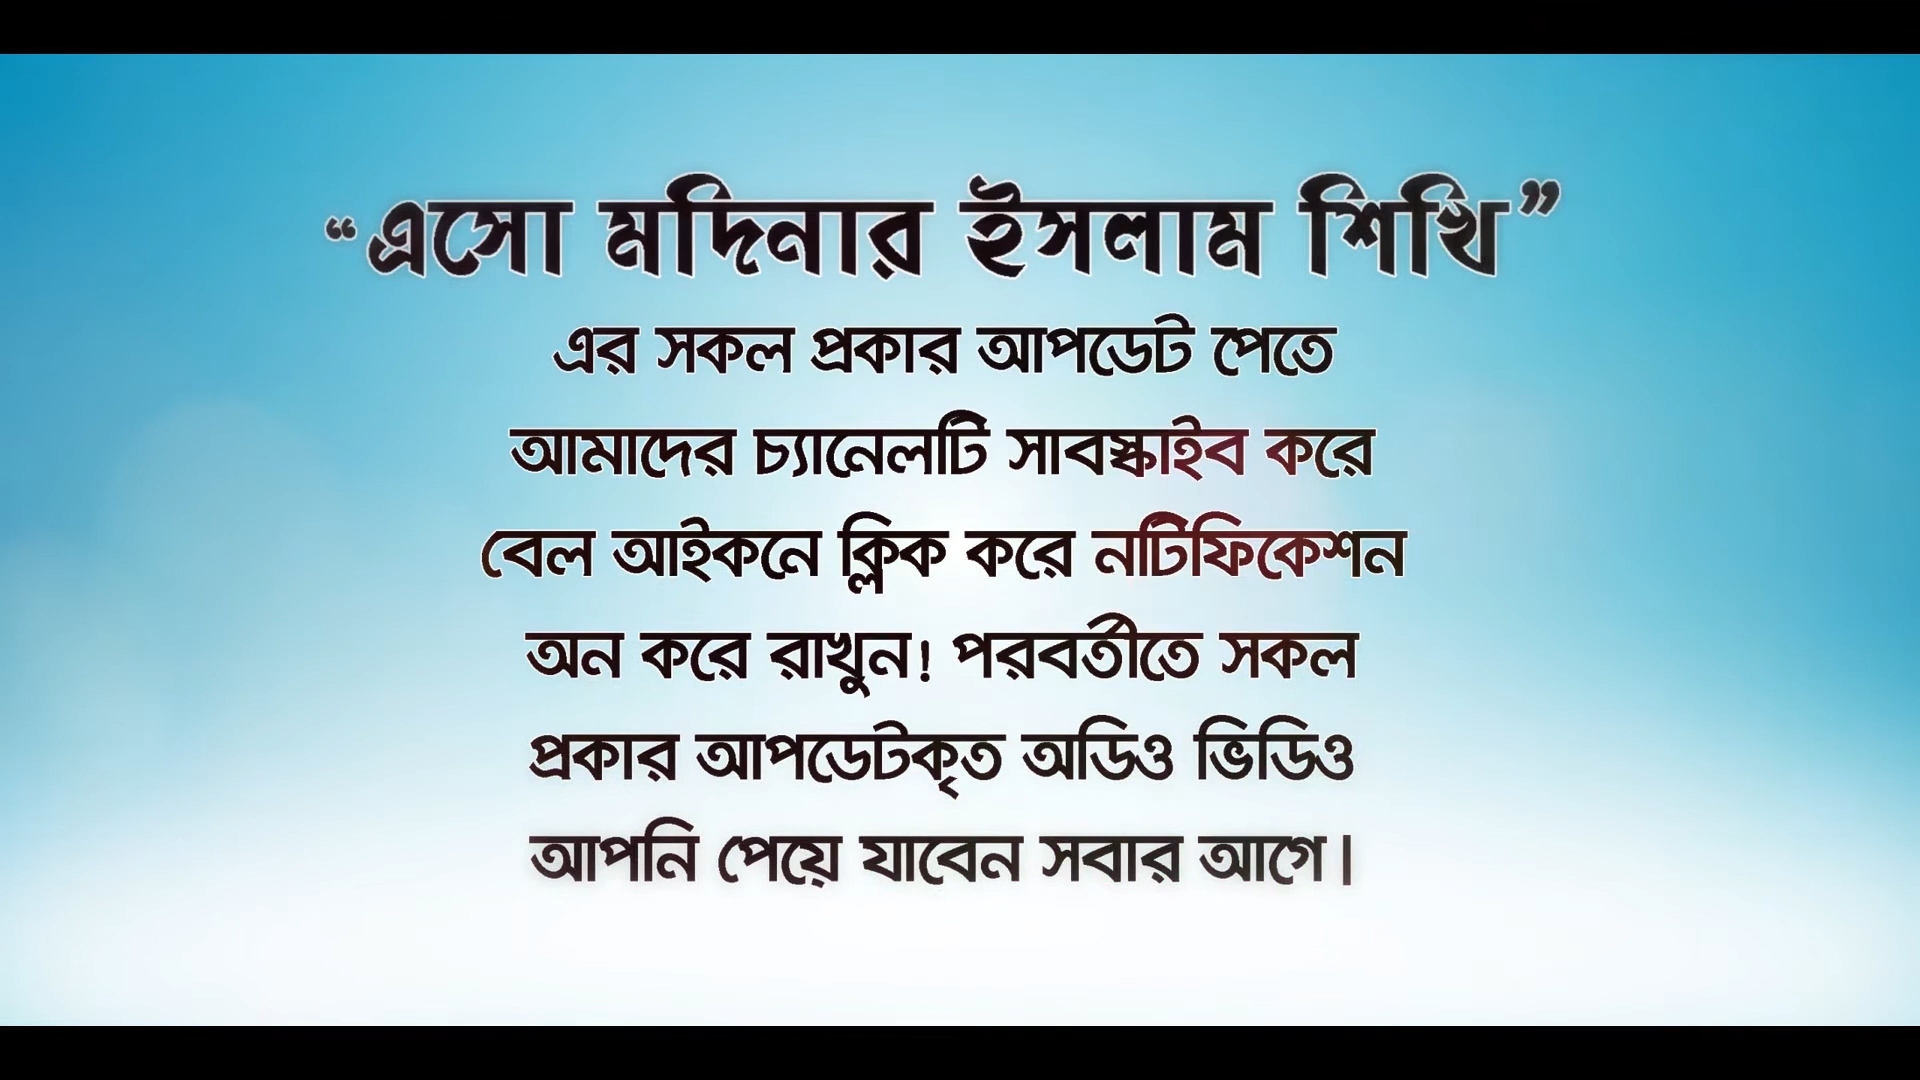 “এসো মদিনার ইসলাম শিখি”
এর সকল প্রকার আপডেট পেতে
আমাদের চ্যানেলটি সাবস্ক্রাইব করে
বেল আইকনে ক্লিক করে নটিফিকেশন
অন করে রাখুন! পরবর্তীতে সকল
প্রকার আপডেটকৃত অডিও ভিডিও
আপনি পেয়ে যাবেন সবার আগে।